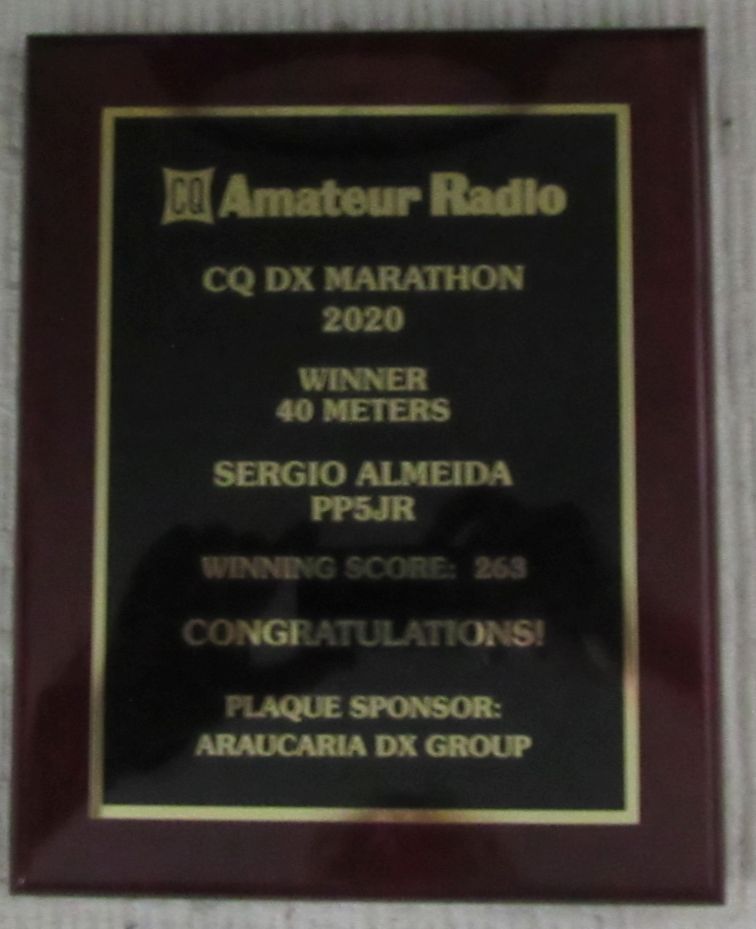 CQ Amateur Radio
CQ DX MARATHON
2020
WINNER
40 METERS
SERGIO ALMEIDA
PP5JR
WINNING SCORE: 263
CONGRATULATIONS!
PLAQUE SPONSOR:
ARAUCARIA DX GROUP